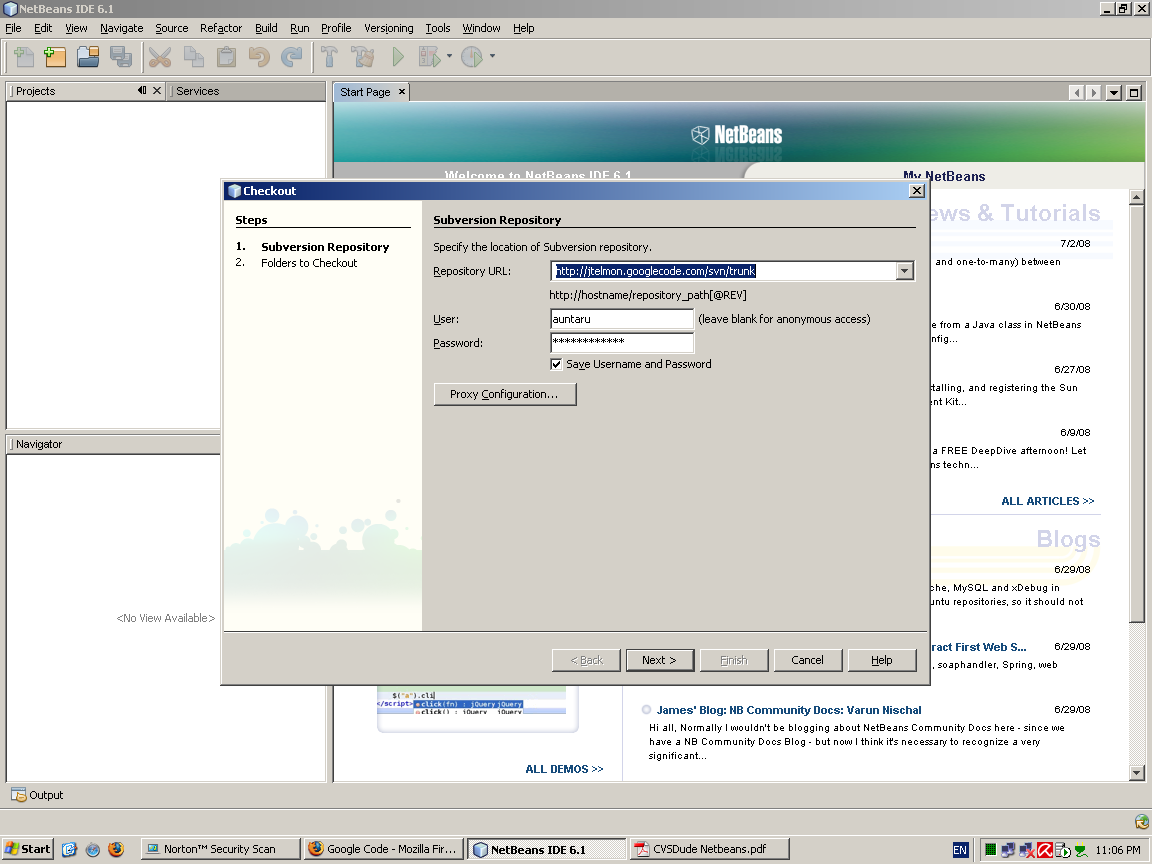 NetBeans IDE 6.1
File Edit View Navigate Source Refactor Build Run Profile Versioning Tools Window Help
Projects
Services
Start Page
NetBeans
Welcome to NetBeans IDE 6.1
My NetBeans
Checkout
Steps
1. Subversion Repository
2. Folders to Checkout
Subversion Repository
Specify the location of Subversion repository.
Repository URL: http://jtelmon.googlecode.com/svn/trunk
http://hostname/repository_path[@REV]
User: auntaru (leave blank for anonymous access)
Password: ************
Save Username and Password
Proxy Configuration...
< Back Next > Finish Cancel Help
ews & Tutorials
7/2/08
and one-to-many) between
6/30/08
e from a Java class in NetBeans
nfig...
6/27/08
stalling, and registering the Sun
ent Kit...
6/9/08
a FREE DeepDive afternoon! Let
ns techn...
ALL ARTICLES >>
Blogs
6/29/08
che, MySQL and xDebug in
untu repositories, so it should not
ract First Web S... 6/29/08
, soaphandler, Spring, web
James' Blog: NB Community Docs: Varun Nischal 6/29/08
Hi all, Normally I wouldn't be blogging about NetBeans Community Docs here - since we
have a NB Community Docs Blog - but now I think it's necessary to recognize a very
significant...
Navigator
<No View Available>
$("a").cli
</script> click(fn) : jQuery jQuery
click() : jQuery jQuery
ALL DEMOS >>
Output
Start
Norton™ Security Scan
Google Code - Mozilla Fir...
NetBeans IDE 6.1
CVSDude Netbeans.pdf
EN
11:06 PM